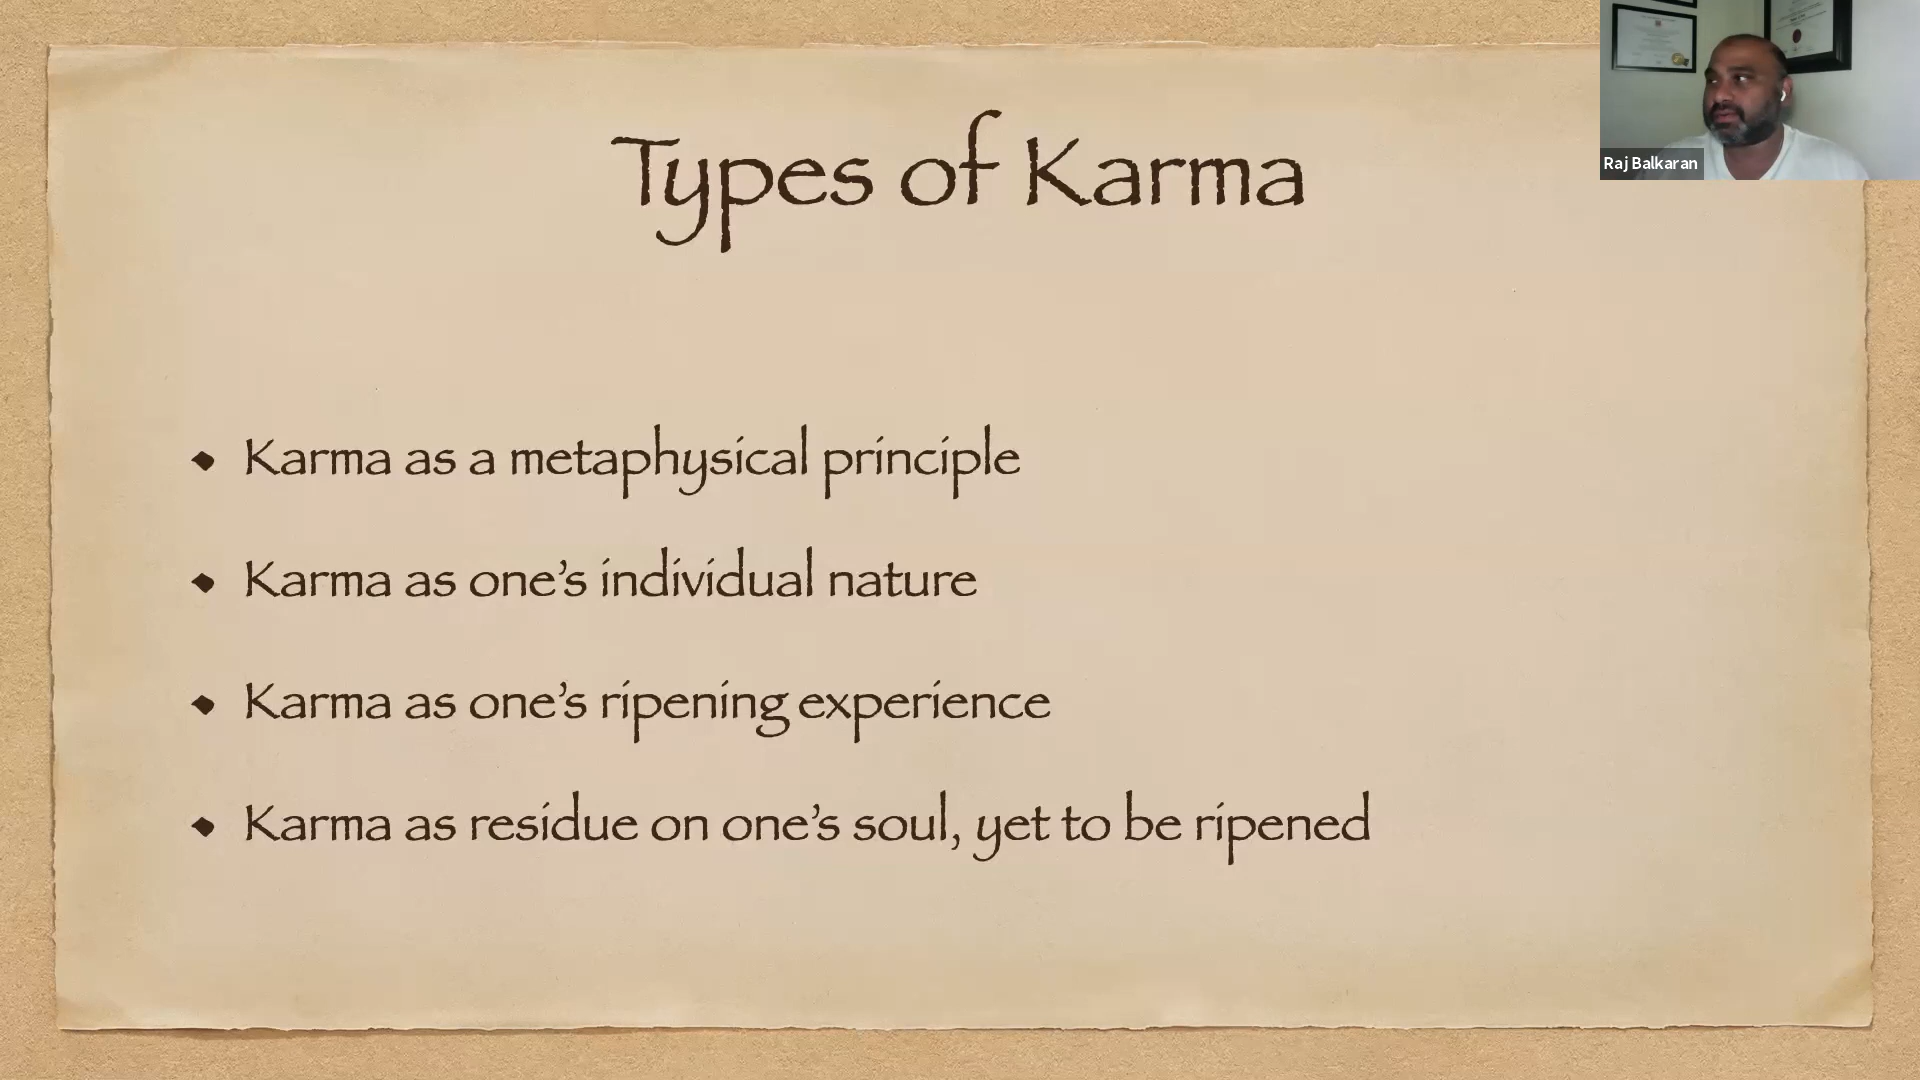 Types of Karma
Karma as a metaphysical principle
Karma as one's individual nature
Karma as one's ripening experience
Karma as residue on one's soul, yet to be ripened
Raj Balkaran